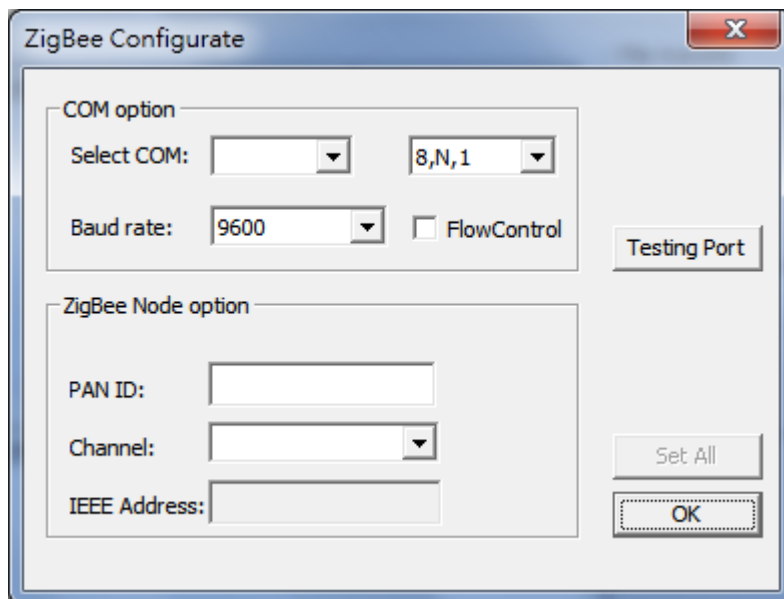 ZigBee Configurate
COM option
Select COM:
8,N,1
Baud rate:
9600
FlowControl
Testing Port
ZigBee Node option
PAN ID:
Channel:
Set All
IEEE Address:
OK